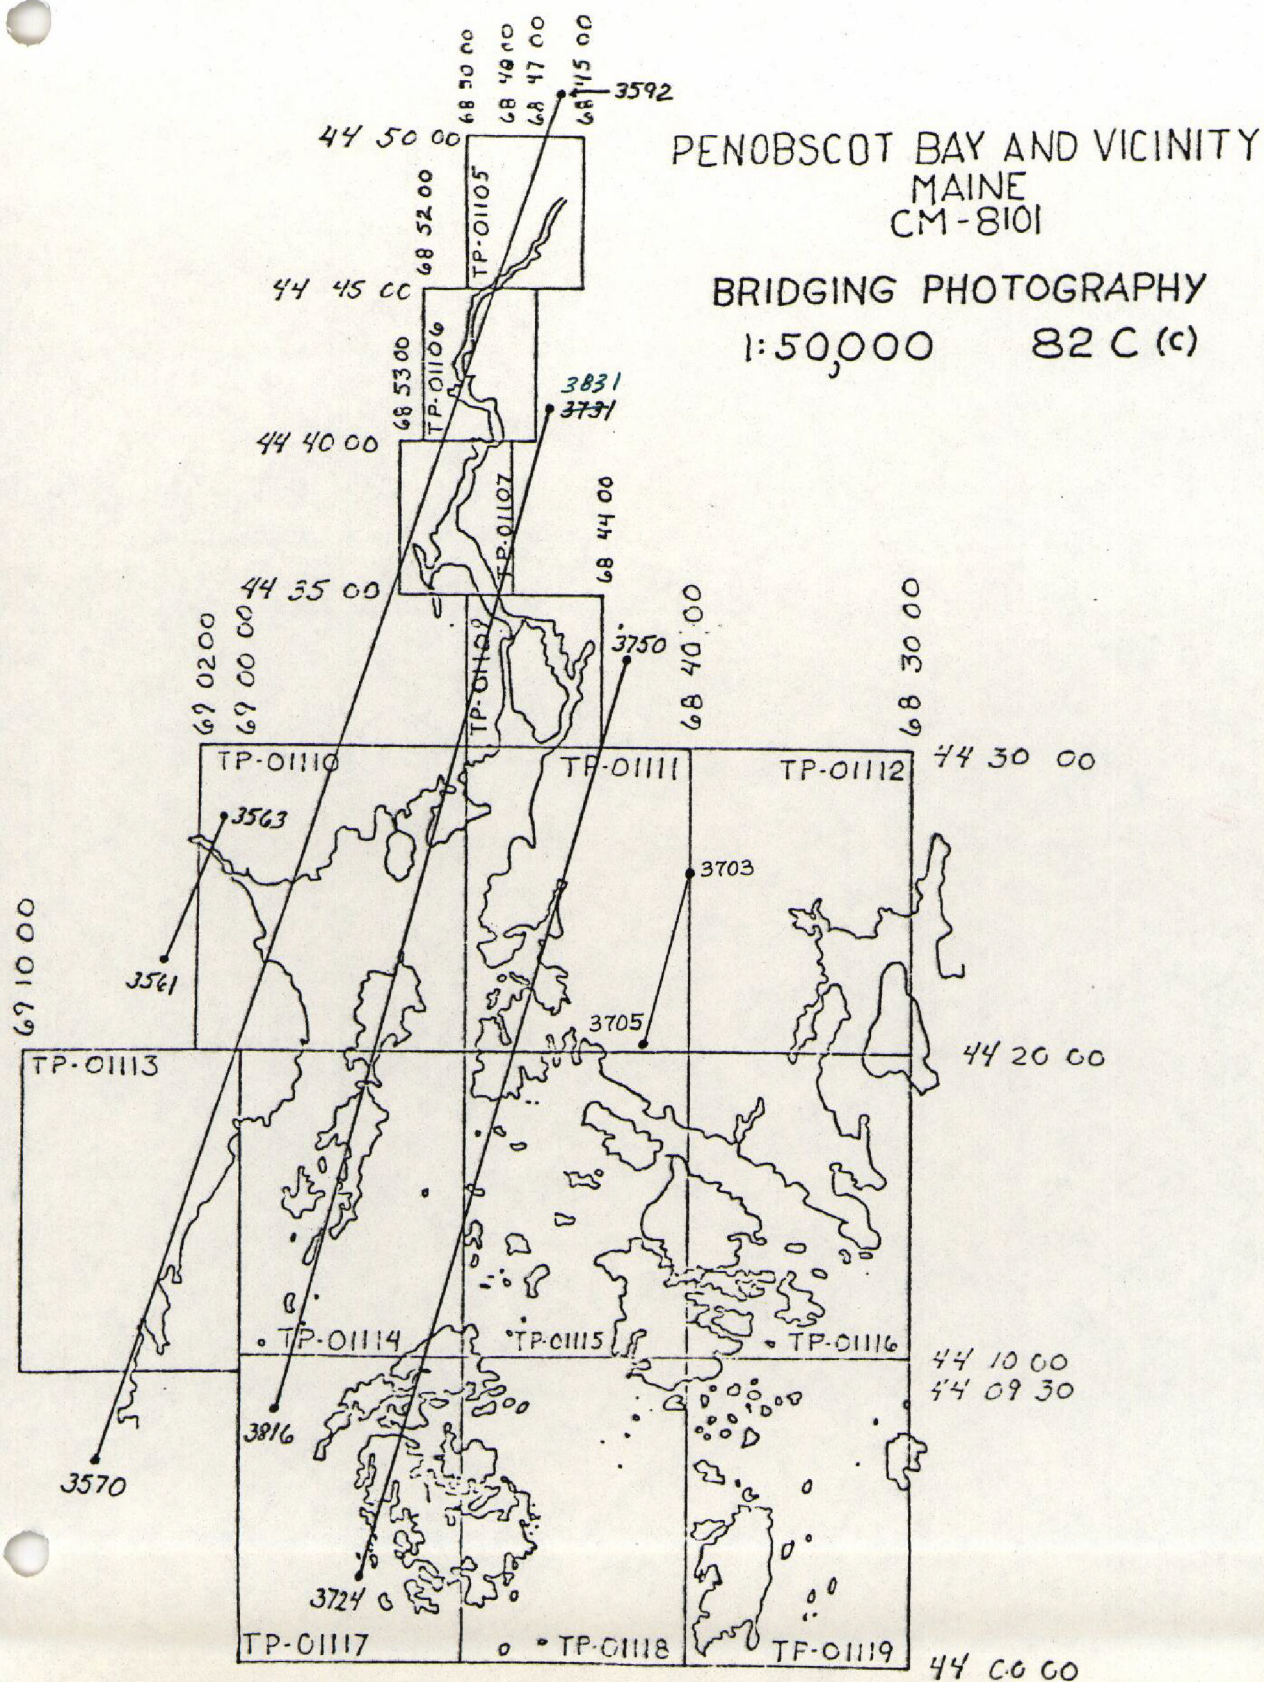 68 50 00
68 48 00
68 47 00
68 45 00
3592
44 50 00
PENOBSCOT BAY AND VICINITY
MAINE
CM-8101
68 52 00
TP-01105
44 45 00
BRIDGING PHOTOGRAPHY
1:50,000 82 C (c)
68 53 00
TP-01106
3831
3731
44 40 00
TP-01107
68 44 00
44 35 00
69 02 00
69 00 00
TP-01109
3750
68 40 00
68 30 00
TP-01110
TP-01111
TP-01112
44 30 00
3563
3703
69 10 00
3561
3705
TP-01113
44 20 00
TP-01114
TP-01115
TP-01116
44 10 00
44 09 30
3816
3570
3724
TP-01117
TP-01118
TP-01119
44 00 00